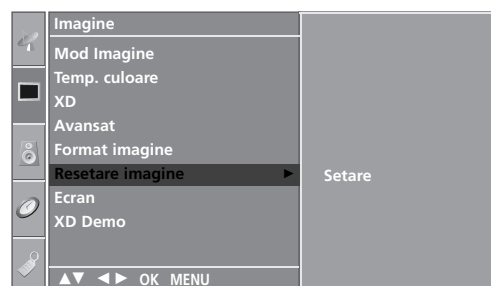 Imagine
Mod Imagine
Temp. culoare
XD
Avansat
Format imagine
Resetare imagine ► Setare
Ecran
XD Demo
▲▼ ◄► OK MENU